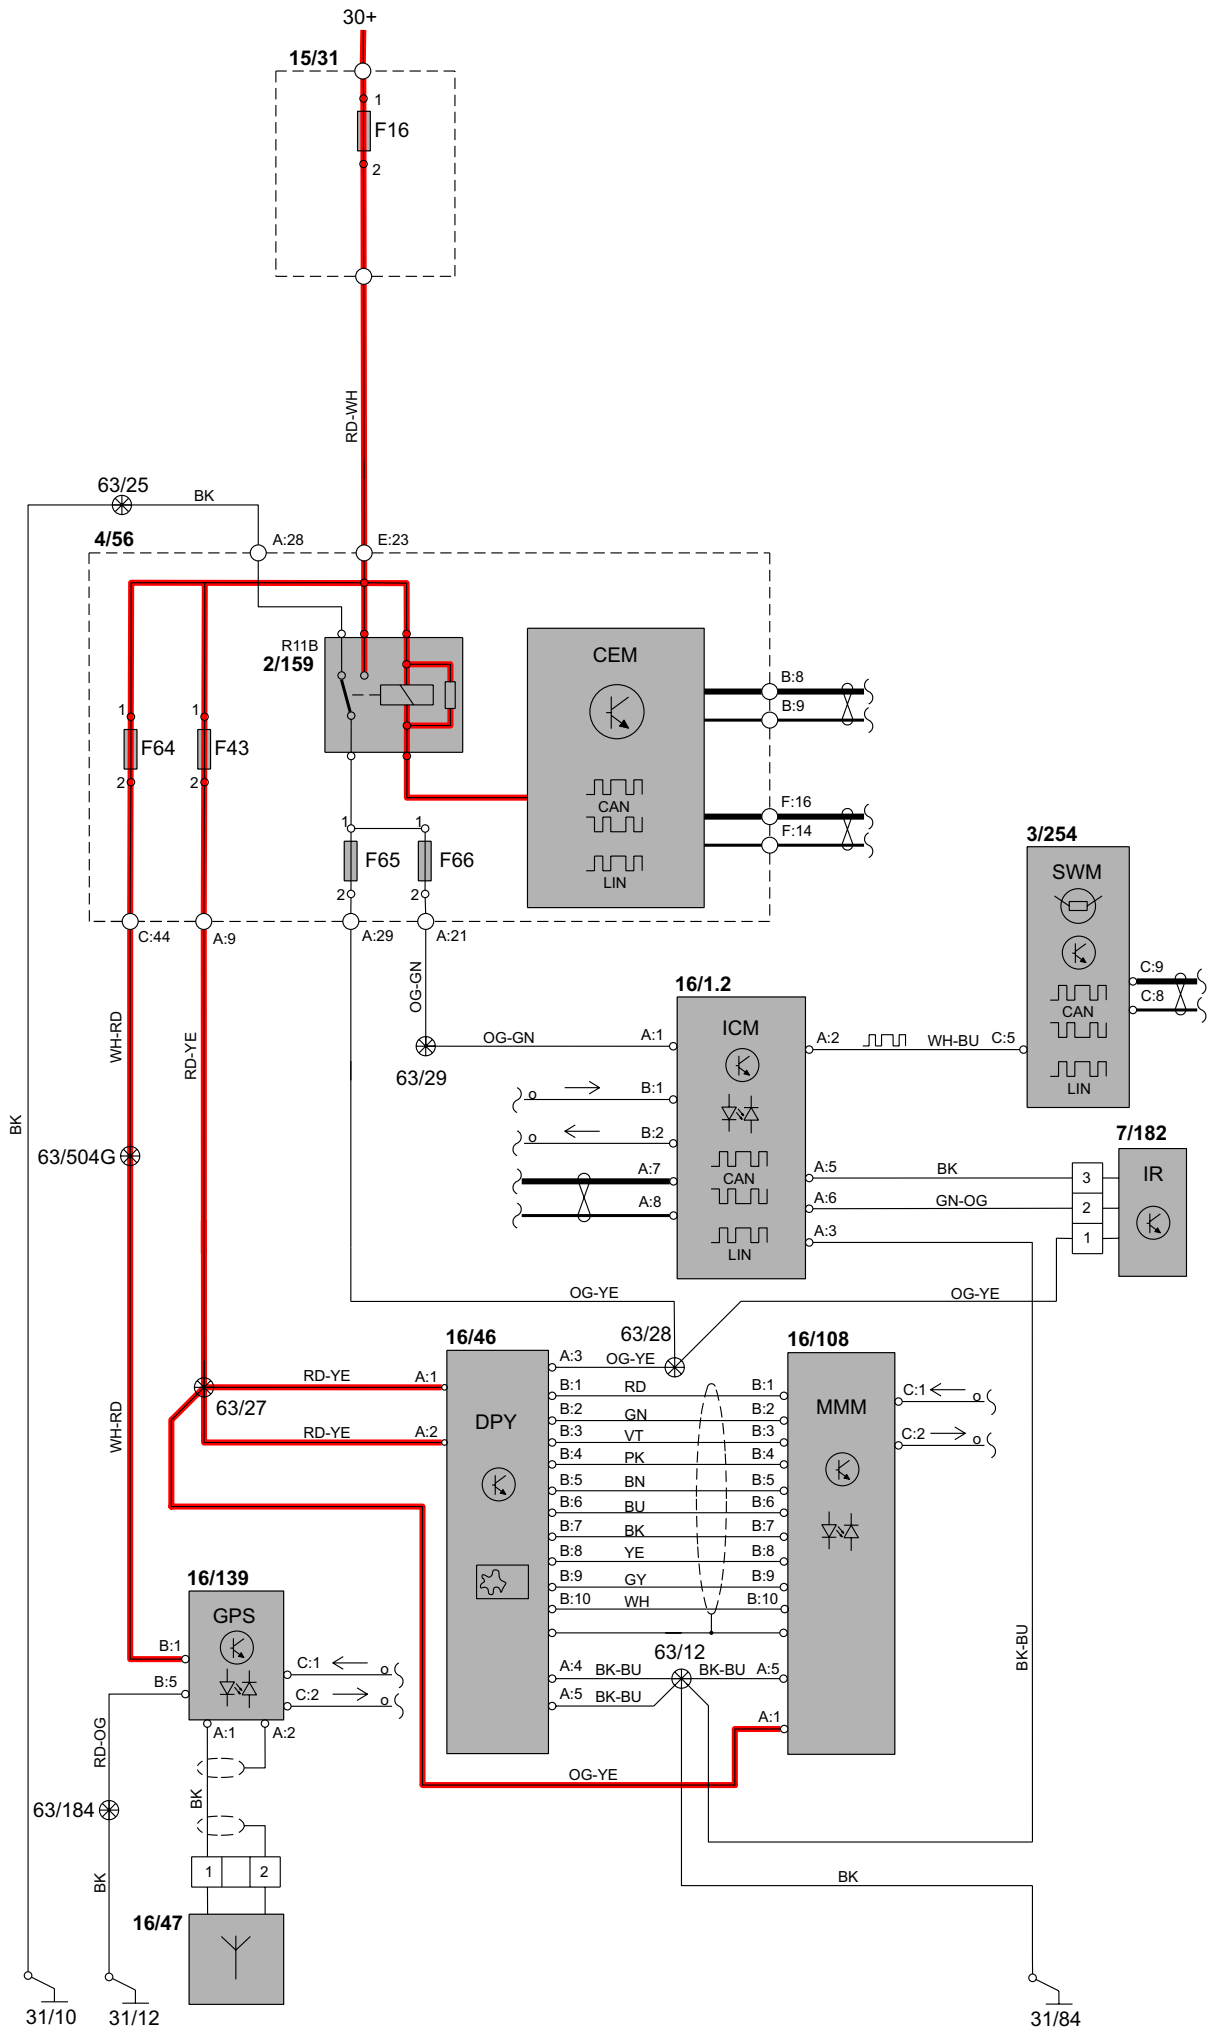 30+
15/31
1
F16
2
RD-WH
63/25
BK
4/56
A:28
E:23
R11B
2/159
CEM
B:8
B:9
1
1
F64
F43
2
2
CAN
F:16
F:14
1
1
F65
F66
LIN
2
2
3/254
SWM
C:44
A:9
A:29
A:21
OG-GN
C:9
C:8
CAN
16/1.2
ICM
WH-RD
RD-YE
OG-GN
A:1
A:2
WH-BU
C:5
63/29
LIN
B:1
o
BK
B:2
o
7/182
63/504G
A:7
CAN
A:5
BK
3
IR
A:8
A:6
GN-OG
2
A:3
1
LIN
OG-YE
OG-YE
16/46
63/28
16/108
A:3
OG-YE
RD-YE
A:1
B:1
RD
B:1
C:1
o
63/27
DPY
B:2
GN
B:2
MMM
WH-RD
RD-YE
A:2
B:3
VT
B:3
C:2
o
B:4
PK
B:4
B:5
BN
B:5
B:6
BU
B:6
B:7
BK
B:7
B:8
YE
B:8
16/139
B:9
GY
B:9
GPS
B:10
WH
B:10
B:1
C:1
o
63/12
BK-BU
B:5
C:2
o
A:4
BK-BU
BK-BU
A:5
A:5
BK-BU
A:1
A:2
A:1
RD-OG
OG-YE
BK
63/184
1
2
BK
BK
16/47
31/10
31/12
31/84